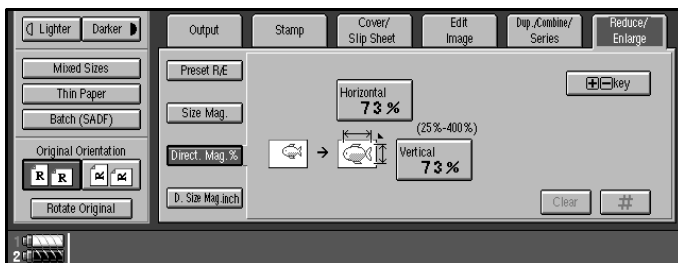 Lighter Darker
Mixed Sizes
Thin Paper
Batch (SADF)
Original Orientation
R R R R
Rotate Original
1
2
Output
Stamp
Cover/
Slip Sheet
Edit
Image
Dup./Combine/
Series
Reduce/
Enlarge
Preset R/E
Size Mag.
Direct. Mag.%
D. Size Mag.inch
Horizontal
73%
(25%-400%)
Vertical
73%
key
Clear
#